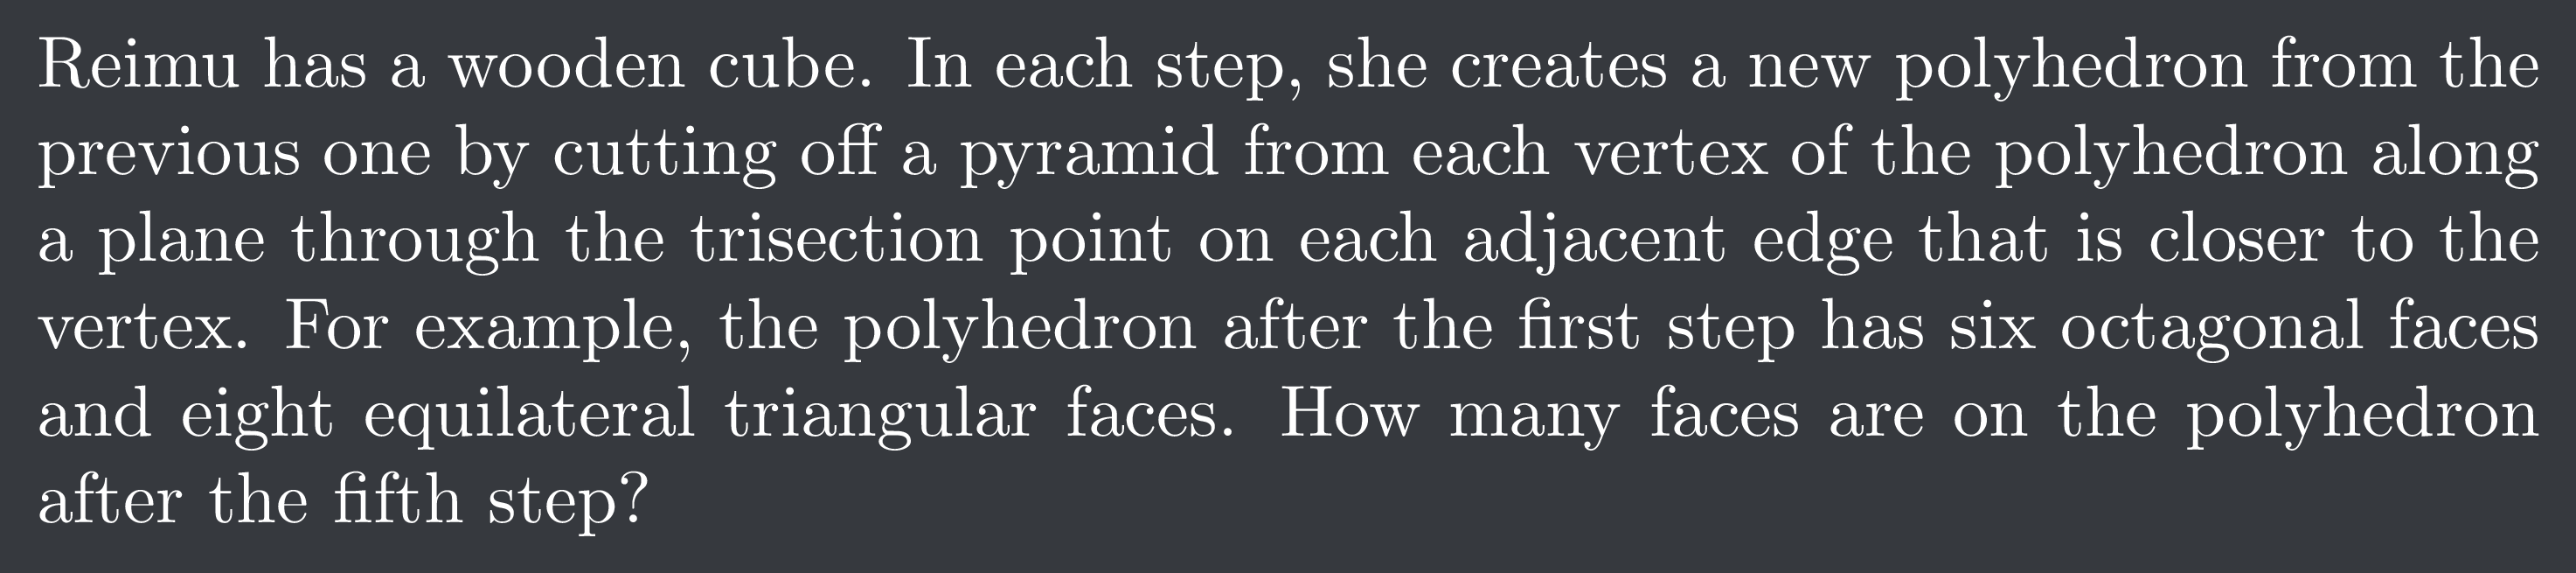 Reimu has a wooden cube. In each step, she creates a new polyhedron from the
previous one by cutting off a pyramid from each vertex of the polyhedron along
a plane through the trisection point on each adjacent edge that is closer to the
vertex. For example, the polyhedron after the first step has six octagonal faces
and eight equilateral triangular faces. How many faces are on the polyhedron
after the fifth step?